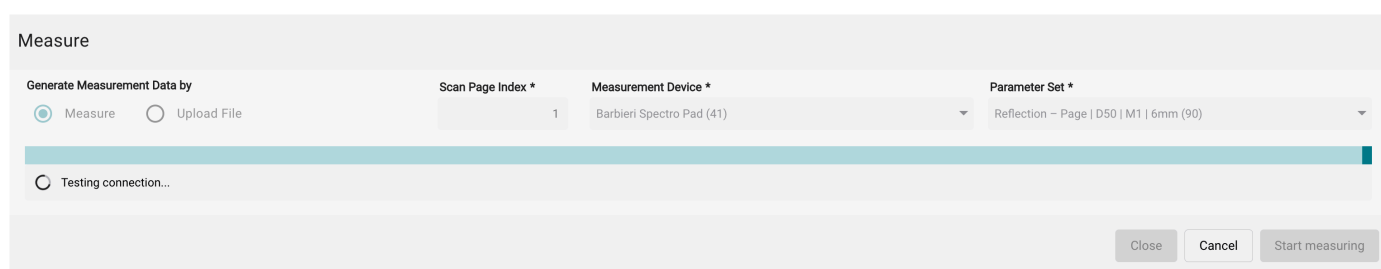 Measure
Generate Measurement Data by
Scan Page Index *
Measurement Device *
Parameter Set *
Measure
Upload File
1
Barbieri Spectro Pad (41)
Reflection – Page | D50 | M1 | 6mm (90)
Testing connection...
Close
Cancel
Start measuring